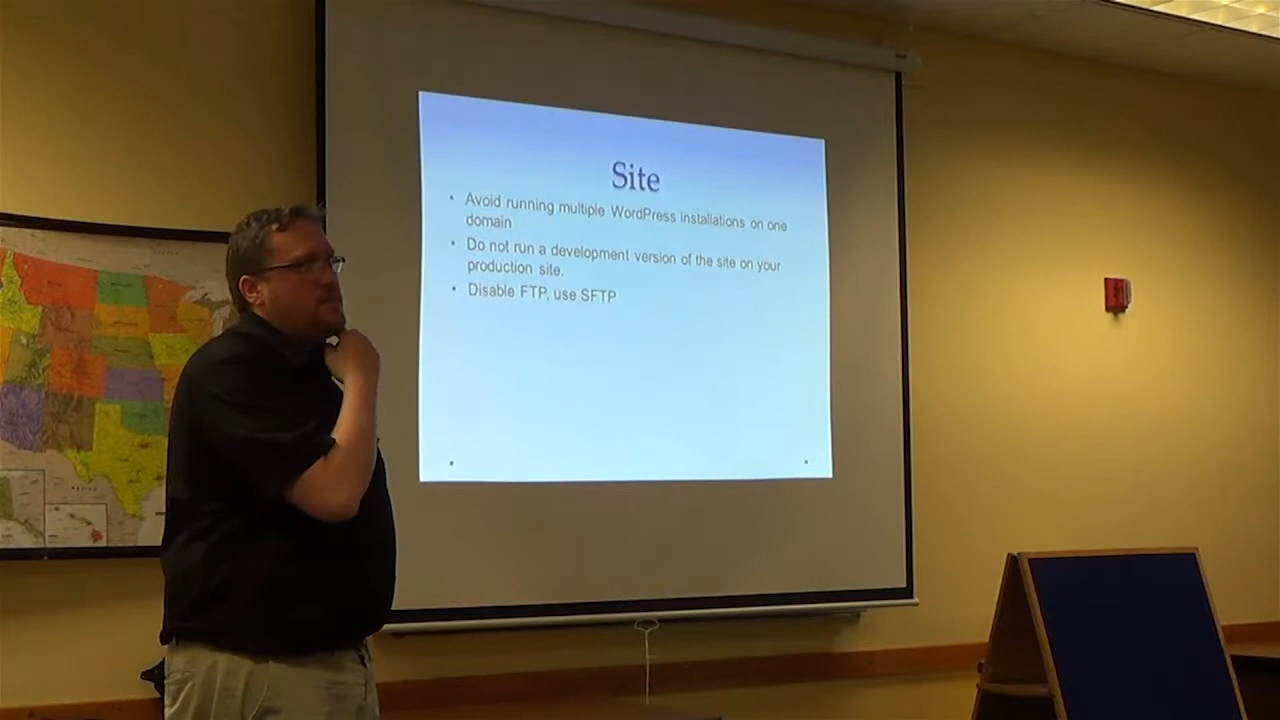 Site
• Avoid running multiple WordPress installations on one
domain
• Do not run a development version of the site on your
production site.
• Disable FTP, use SFTP